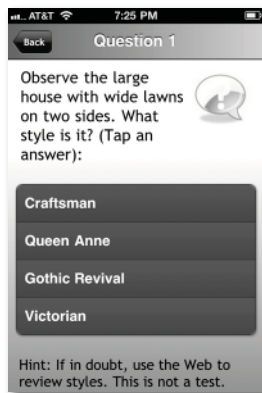 AT&T 7:25 PM
Back Question 1
Observe the large
house with wide lawns
on two sides. What
style is it? (Tap an
answer):
Craftsman
Queen Anne
Gothic Revival
Victorian
Hint: If in doubt, use the Web to
review styles. This is not a test.